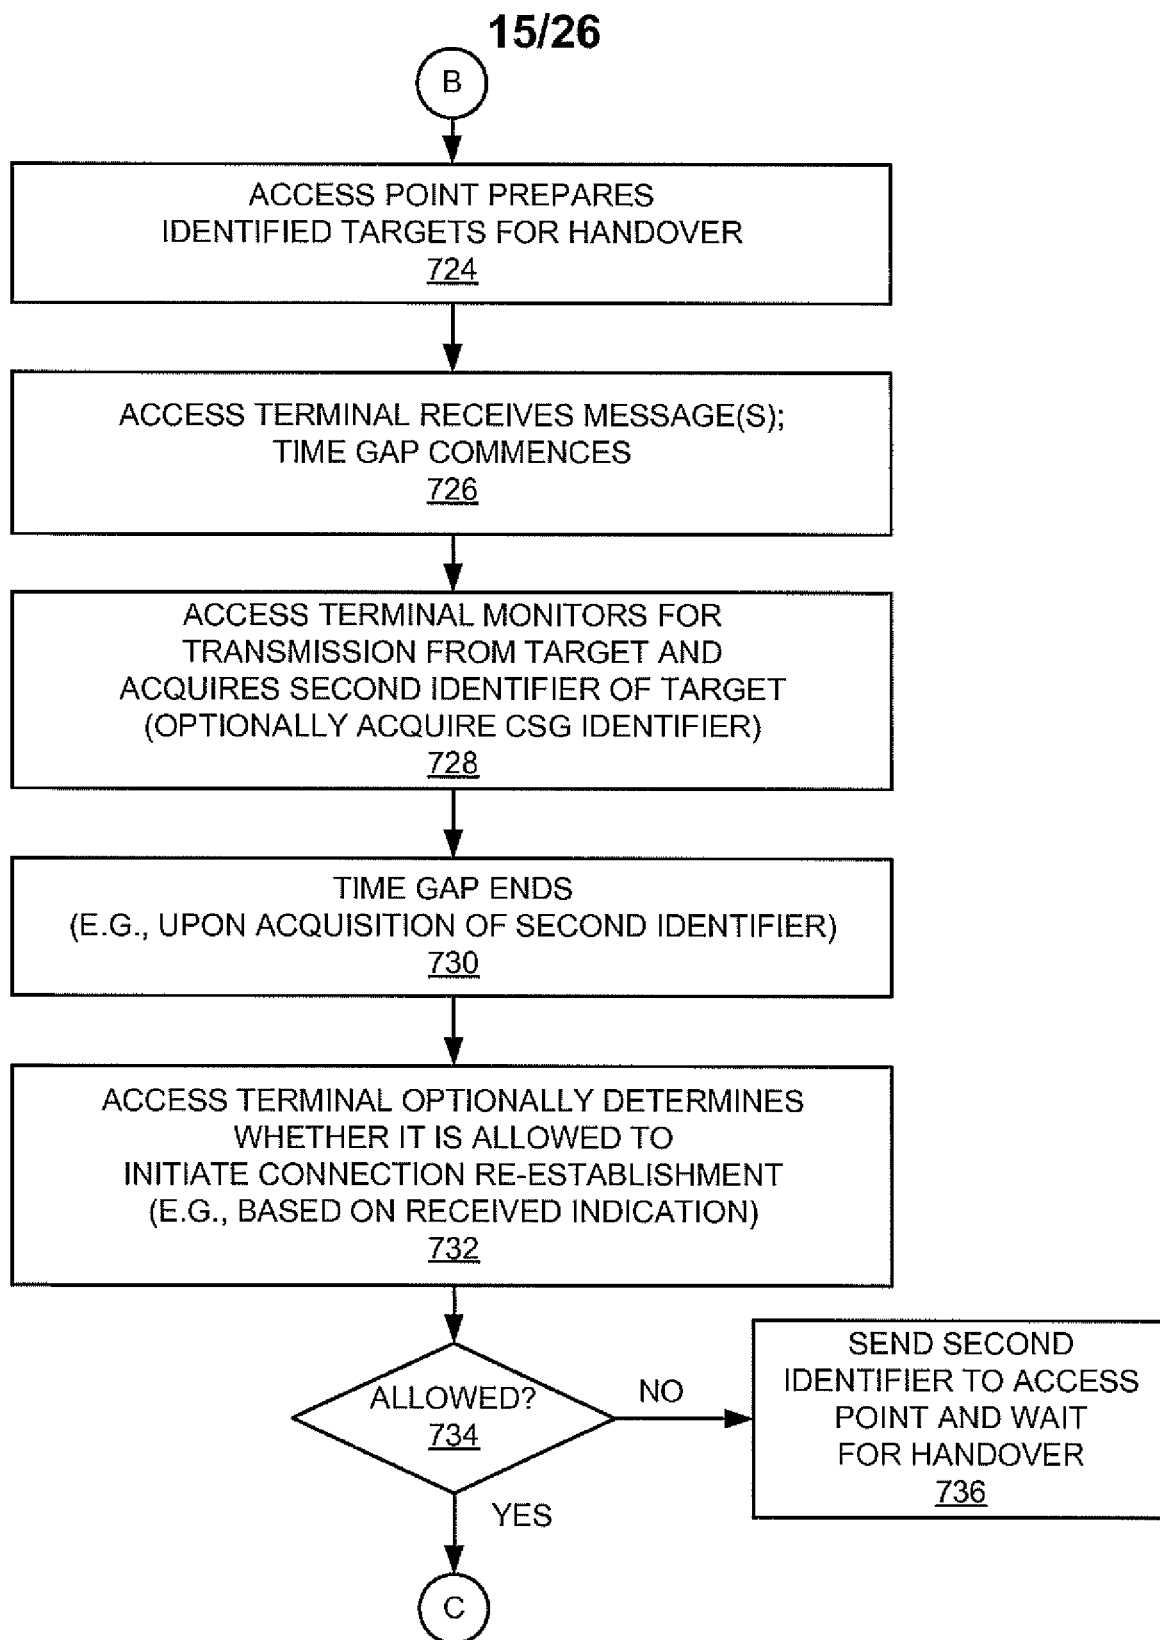 15/26
B
ACCESS POINT PREPARES
IDENTIFIED TARGETS FOR HANDOVER
724
ACCESS TERMINAL RECEIVES MESSAGE(S);
TIME GAP COMMENCES
726
ACCESS TERMINAL MONITORS FOR
TRANSMISSION FROM TARGET AND
ACQUIRES SECOND IDENTIFIER OF TARGET
(OPTIONALLY ACQUIRE CSG IDENTIFIER)
728
TIME GAP ENDS
(E.G., UPON ACQUISITION OF SECOND IDENTIFIER)
730
ACCESS TERMINAL OPTIONALLY DETERMINES
WHETHER IT IS ALLOWED TO
INITIATE CONNECTION RE-ESTABLISHMENT
(E.G., BASED ON RECEIVED INDICATION)
732
ALLOWED?
734
NO
SEND SECOND
IDENTIFIER TO ACCESS
POINT AND WAIT
FOR HANDOVER
736
YES
C